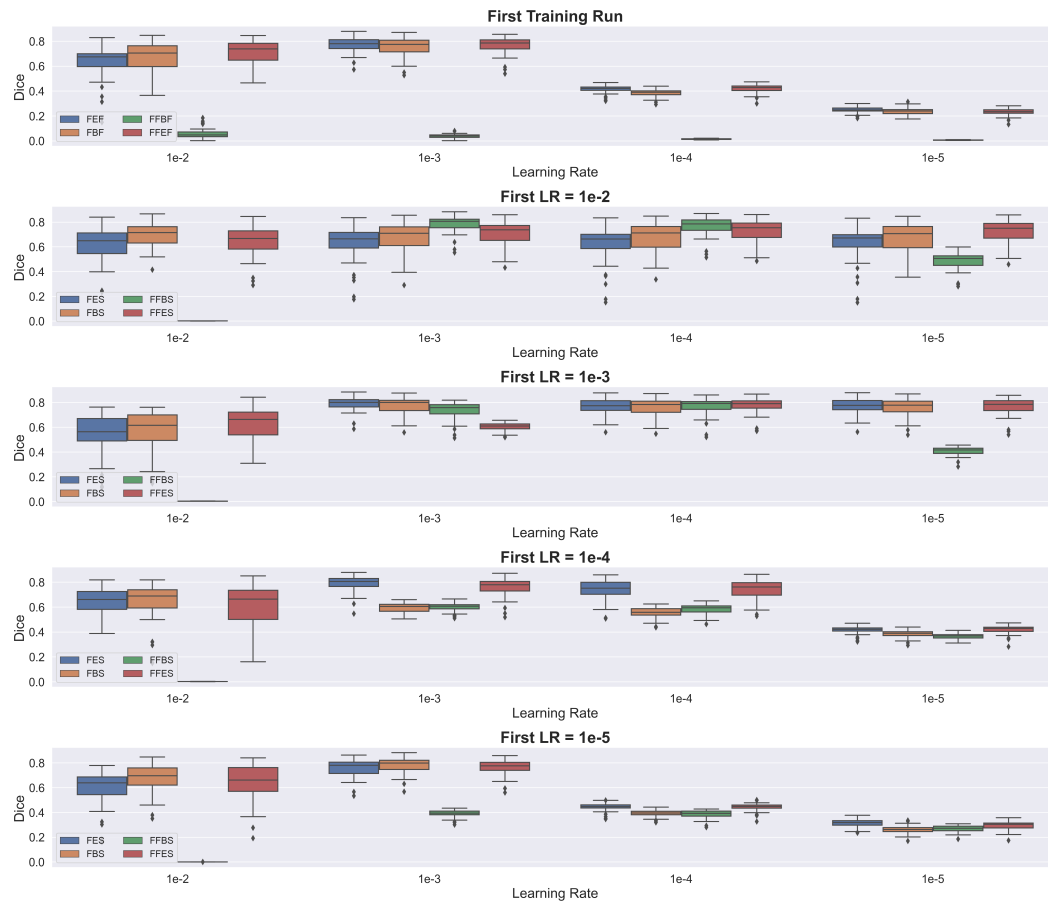 First Training Run
Dice
0.8
0.6
0.4
0.2
0.0
FEF FFBF
FBF FFEF
1e-2 1e-3 1e-4 1e-5
Learning Rate
First LR = 1e-2
Dice
0.8
0.6
0.4
0.2
0.0
FES FFBS
FBS FFES
1e-2 1e-3 1e-4 1e-5
Learning Rate
First LR = 1e-3
Dice
0.8
0.6
0.4
0.2
0.0
FES FFBS
FBS FFES
1e-2 1e-3 1e-4 1e-5
Learning Rate
First LR = 1e-4
Dice
0.8
0.6
0.4
0.2
0.0
FES FFBS
FBS FFES
1e-2 1e-3 1e-4 1e-5
Learning Rate
First LR = 1e-5
Dice
0.8
0.6
0.4
0.2
0.0
FES FFBS
FBS FFES
1e-2 1e-3 1e-4 1e-5
Learning Rate